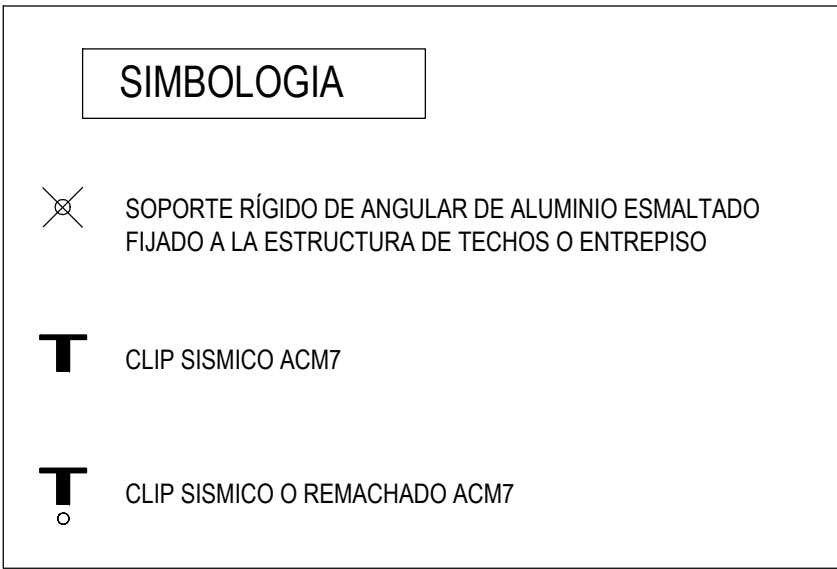 SIMBOLOGIA
SOPORTE RÍGIDO DE ANGULAR DE ALUMINIO ESMALTADO
FIJADO A LA ESTRUCTURA DE TECHOS O ENTREPISO
CLIP SISMICO ACM7
CLIP SISMICO O REMACHADO ACM7